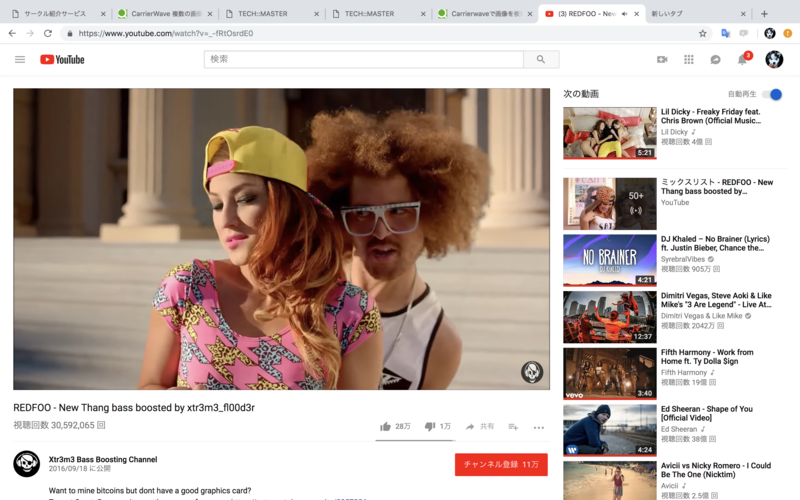 サークル紹介サービス
CarrierWave 複数の画像
TECH::MASTER
TECH::MASTER
Carrierwaveで画像を複数
(3) REDFOO - New
新しいタブ
https://www.youtube.com/watch?v=_-fRtOsrdE0
YouTube
検索
3
次の動画
自動再生
Lil Dicky - Freaky Friday feat.
Chris Brown (Official Music...
Lil Dicky
視聴回数 4億 回
5:21
ミックスリスト - REDFOO - New
Thang bass boosted by...
YouTube
50+
DJ Khaled – No Brainer (Lyrics)
ft. Justin Bieber, Chance the...
SyrebralVibes
視聴回数 905万 回
NO BRAINER
4:21
Dimitri Vegas, Steve Aoki & Like
Mike's "3 Are Legend" - Live At...
Dimitri Vegas & Like Mike
視聴回数 2042万 回
12:37
Fifth Harmony - Work from
Home ft. Ty Dolla $ign
Fifth Harmony
視聴回数 19億 回
vevo
3:40
Ed Sheeran - Shape of You
[Official Video]
Ed Sheeran
視聴回数 38億 回
4:24
Avicii vs Nicky Romero - I Could
Be The One (Nicktim)
Avicii
REDFOO - New Thang bass boosted by xtr3m3_fl00d3r
視聴回数 30,592,065 回
28万
1万
共有
Xtr3m3 Bass Boosting Channel
2016/09/18 に公開
チャンネル登録 11万
Want to mine bitcoins but dont have a good graphics card?